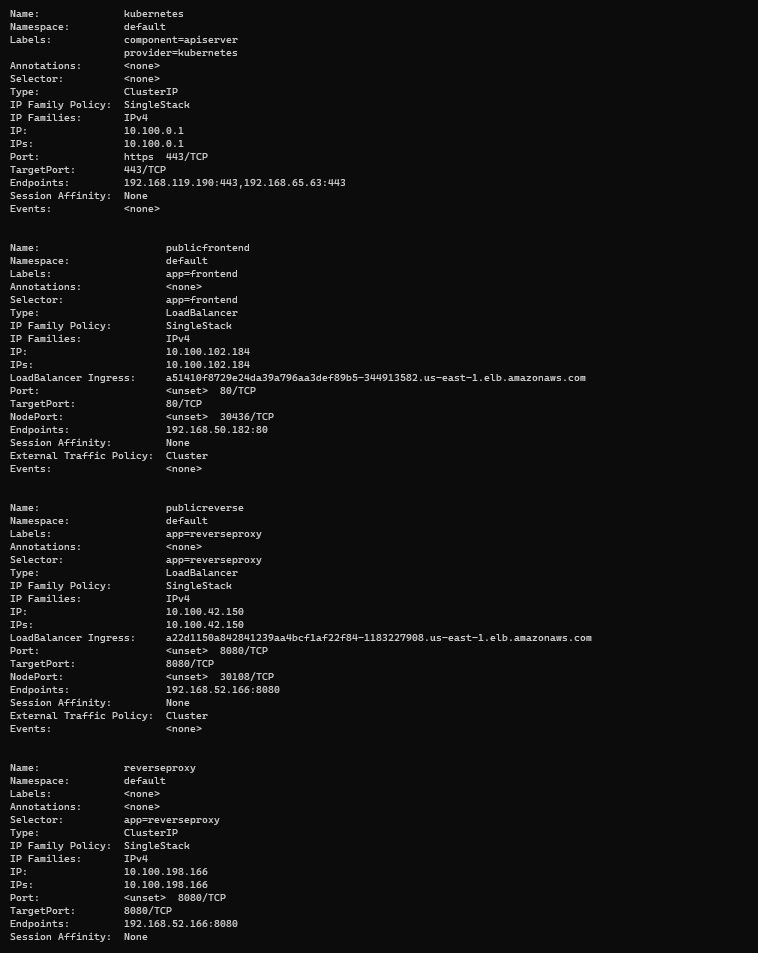 Name:              kubernetes
Namespace:         default
Labels:            component=apiserver
                   provider=kubernetes
Annotations:       <none>
Selector:          <none>
Type:              ClusterIP
IP Family Policy:  SingleStack
IP Families:       IPv4
IP:                10.100.0.1
IPs:               10.100.0.1
Port:              https  443/TCP
TargetPort:        443/TCP
Endpoints:         192.168.119.190:443,192.168.65.63:443
Session Affinity:  None
Events:            <none>

Name:                     publicfrontend
Namespace:                default
Labels:                   app=frontend
Annotations:              <none>
Selector:                 app=frontend
Type:                     LoadBalancer
IP Family Policy:         SingleStack
IP Families:              IPv4
IP:                       10.100.102.184
IPs:                      10.100.102.184
LoadBalancer Ingress:     a51410f8729e24da39a796aa3def89b5-344913582.us-east-1.elb.amazonaws.com
Port:                     <unset>  80/TCP
TargetPort:               80/TCP
NodePort:                 <unset>  30436/TCP
Endpoints:                192.168.50.182:80
Session Affinity:         None
External Traffic Policy:  Cluster
Events:                   <none>

Name:                     publicreverse
Namespace:                default
Labels:                   app=reverseproxy
Annotations:              <none>
Selector:                 app=reverseproxy
Type:                     LoadBalancer
IP Family Policy:         SingleStack
IP Families:              IPv4
IP:                       10.100.42.150
IPs:                      10.100.42.150
LoadBalancer Ingress:     a22d1150a842841239aa4bcf1af22f84-1183227908.us-east-1.elb.amazonaws.com
Port:                     <unset>  8080/TCP
TargetPort:               8080/TCP
NodePort:                 <unset>  30108/TCP
Endpoints:                192.168.52.166:8080
Session Affinity:         None
External Traffic Policy:  Cluster
Events:                   <none>

Name:              reverseproxy
Namespace:         default
Labels:            <none>
Annotations:       <none>
Selector:          app=reverseproxy
Type:              ClusterIP
IP Family Policy:  SingleStack
IP Families:       IPv4
IP:                10.100.198.166
IPs:               10.100.198.166
Port:              <unset>  8080/TCP
TargetPort:        8080/TCP
Endpoints:         192.168.52.166:8080
Session Affinity:  None